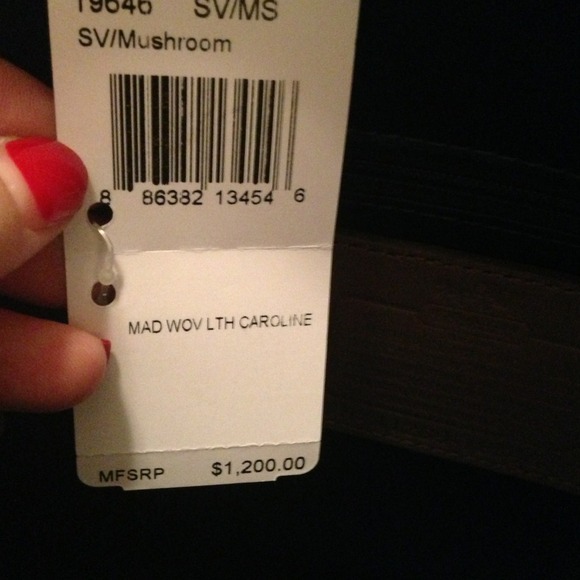 19646 SV/MS
SV/Mushroom
8 86382 13454 6
MAD WOV LTH CAROLINE
MFSRP $1,200.00